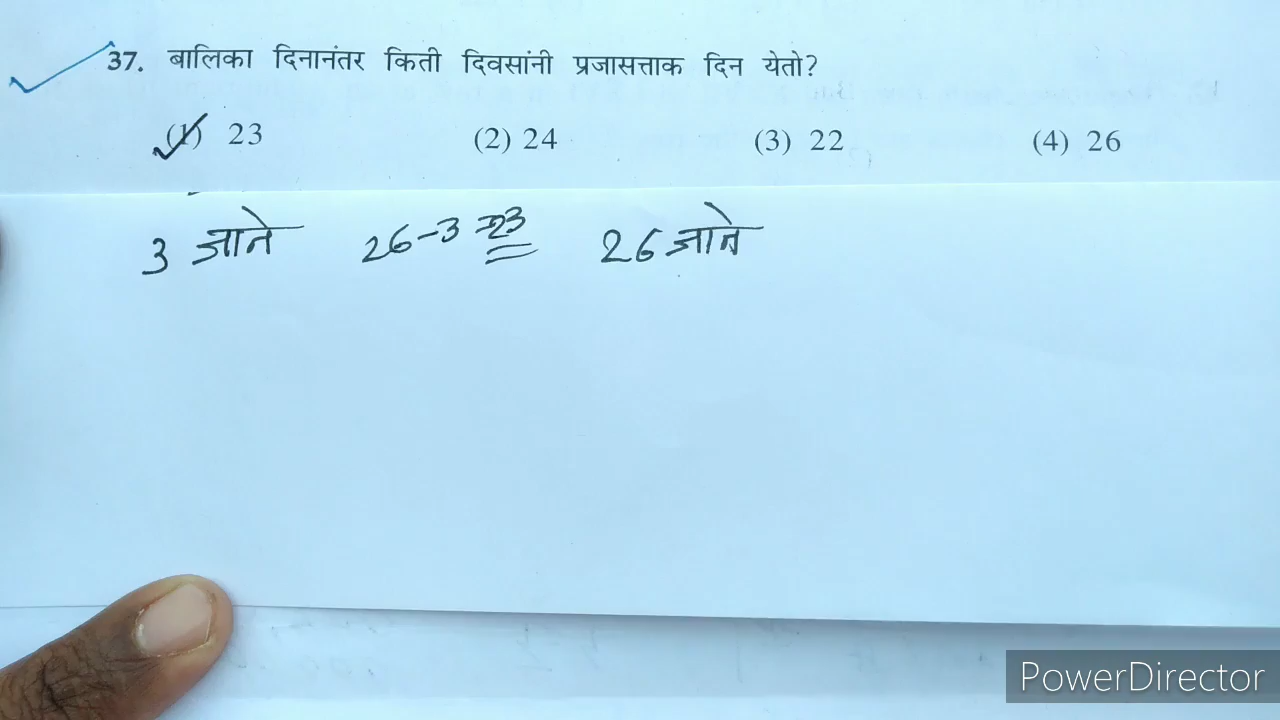 37. बालिका दिनानंतर किती दिवसांनी प्रजासत्ताक दिन येतो?
(1) 23 (2) 24 (3) 22 (4) 26
3 जाने 26-3=23 26 जाने
PowerDirector